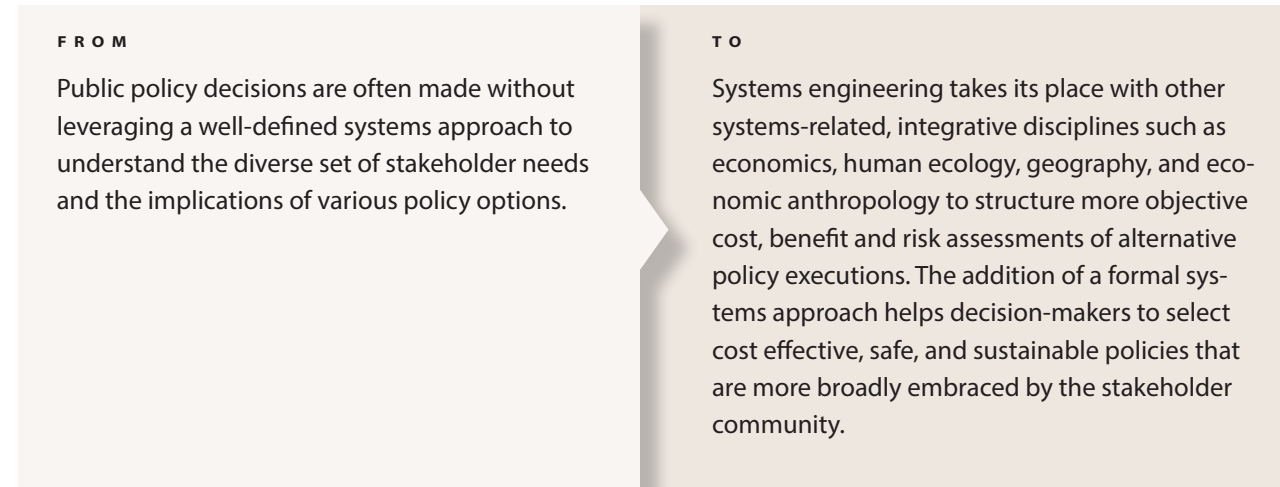 FROM
Public policy decisions are often made without
leveraging a well-defined systems approach to
understand the diverse set of stakeholder needs
and the implications of various policy options.
TO
Systems engineering takes its place with other
systems-related, integrative disciplines such as
economics, human ecology, geography, and eco-
nomic anthropology to structure more objective
cost, benefit and risk assessments of alternative
policy executions. The addition of a formal sys-
tems approach helps decision-makers to select
cost effective, safe, and sustainable policies that
are more broadly embraced by the stakeholder
community.